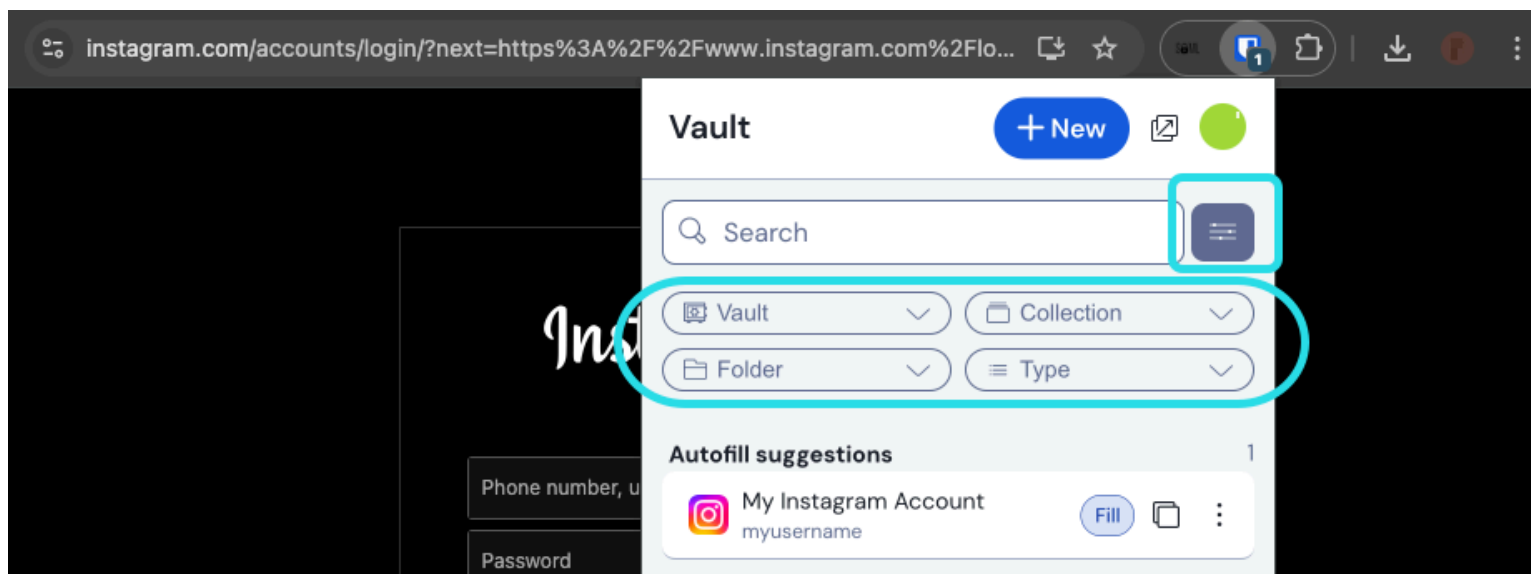 instagram.com/accounts/login/?next=https%3A%2F%2Fwww.instagram.com%2Flo...
1
Vault
New
Search
Vault
Collection
Folder
Type
Autofill suggestions 1
My Instagram Account
myusername
Fill
Inst
Phone number, u
Password